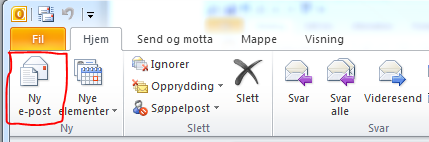 Fil Hjem Send og motta Mappe Visning
Ny
e-post
Nye
elementer
Ny
Ignorer
Opprydding
Søppelpost
Slett
Slett
Svar
Svar
alle
Videresend
Svar